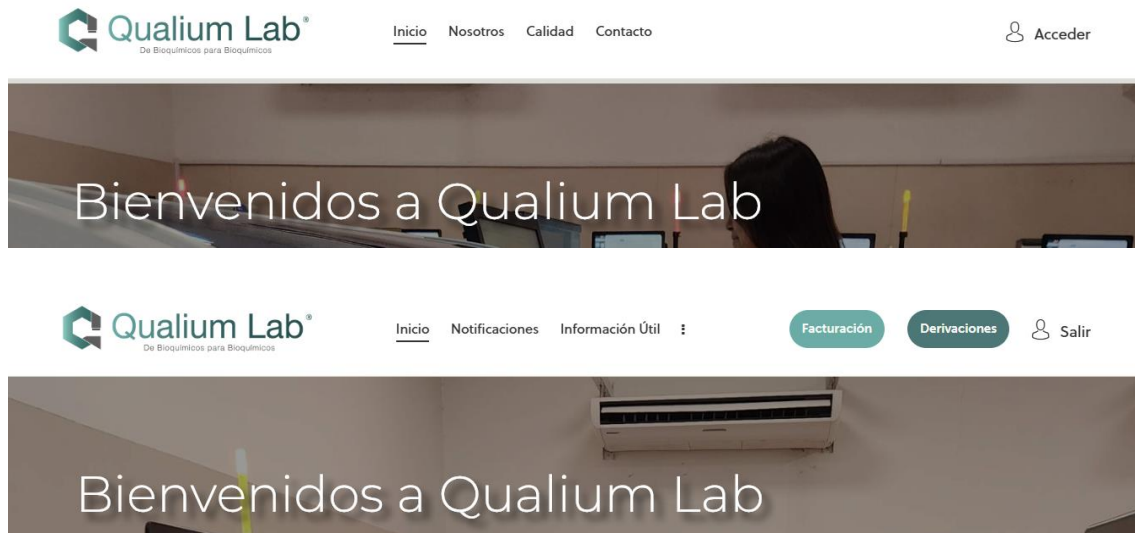 Qualium Lab®
De Bioquímicos para Bioquímicos
Inicio Nosotros Calidad Contacto
Acceder
Bienvenidos a Qualium Lab
Qualium Lab®
De Bioquímicos para Bioquímicos
Inicio Notificaciones Información Útil
Facturación Derivaciones Salir
Bienvenidos a Qualium Lab